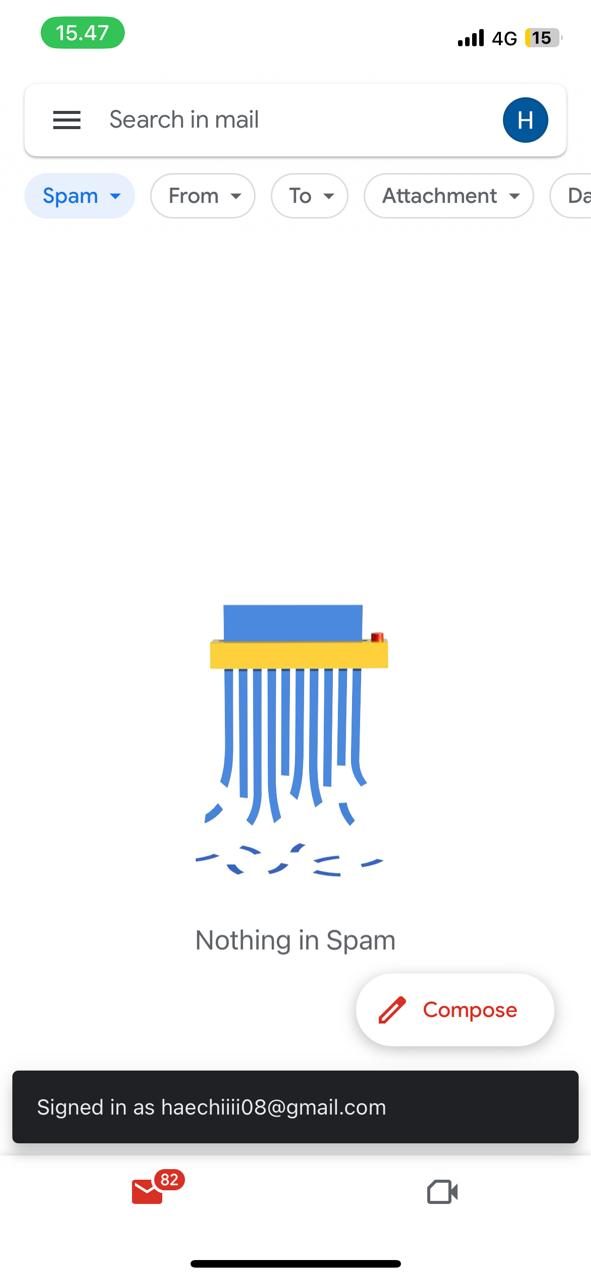 15.47
4G 15
Search in mail
H
Spam From To Attachment Da
Nothing in Spam
Compose
Signed in as haechiiii08@gmail.com
82